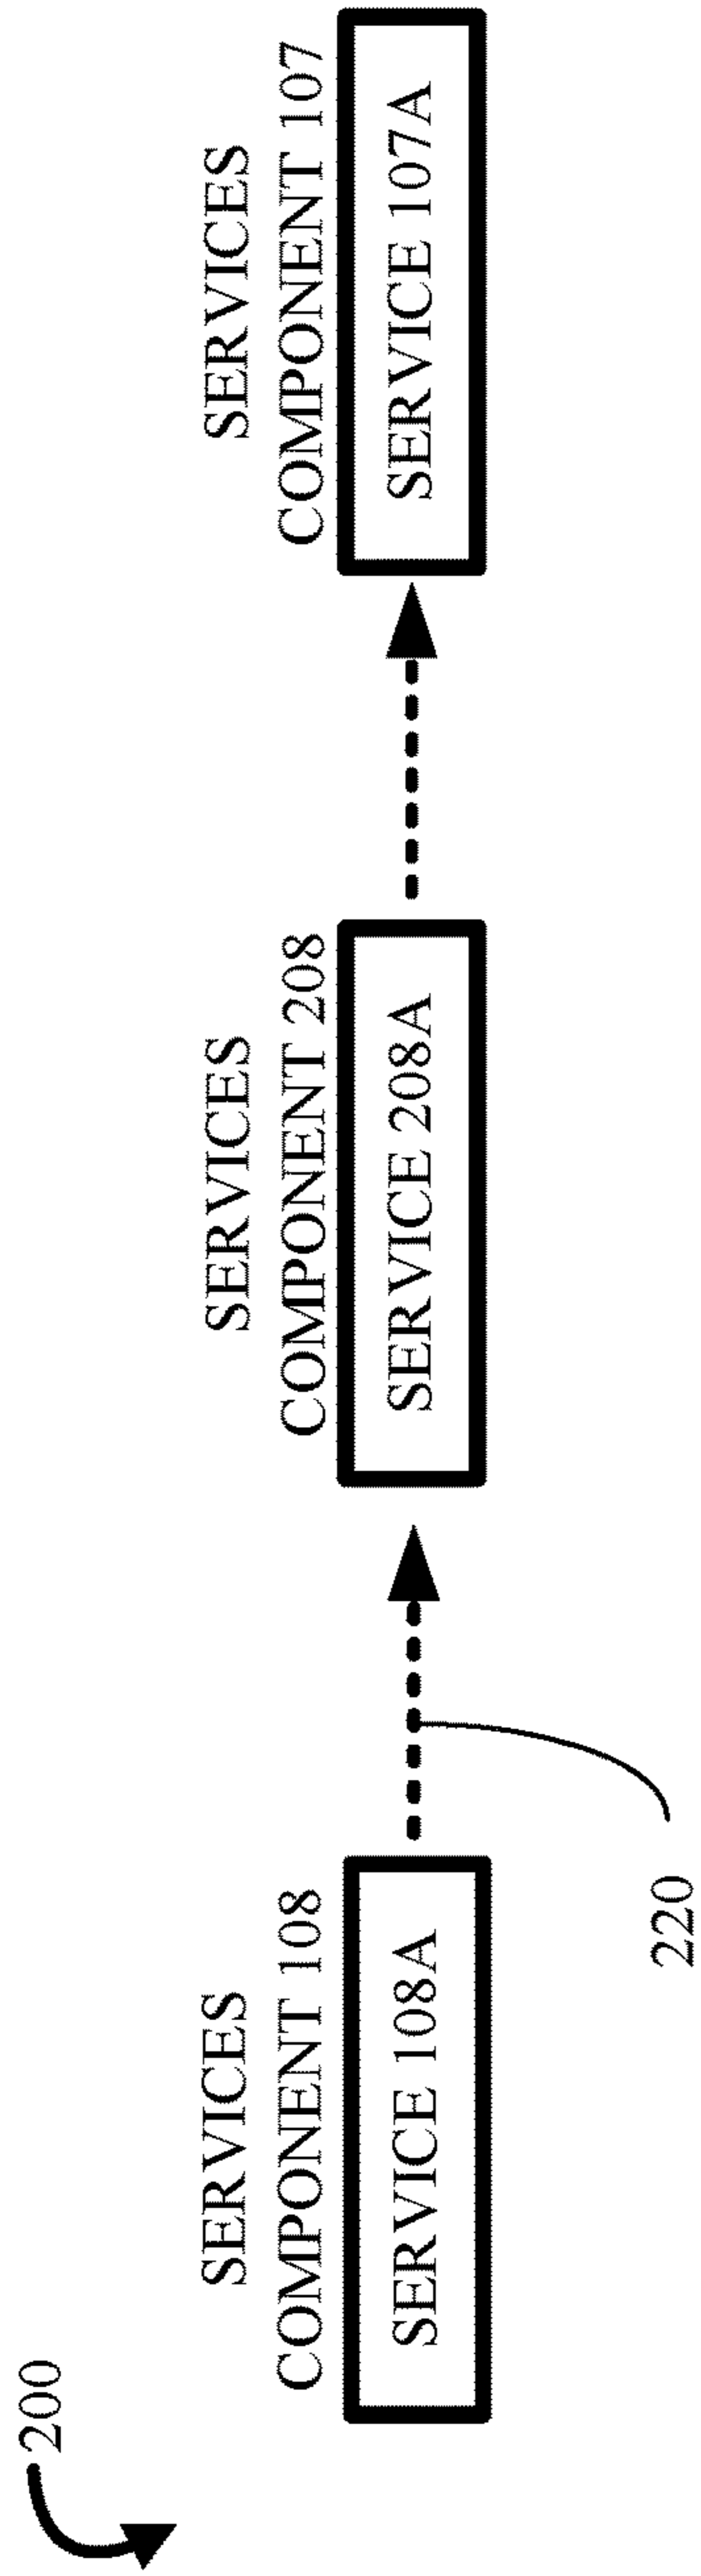 200
SERVICES
COMPONENT 108
SERVICE 108A
220
SERVICES
COMPONENT 208
SERVICE 208A
SERVICES
COMPONENT 107
SERVICE 107A